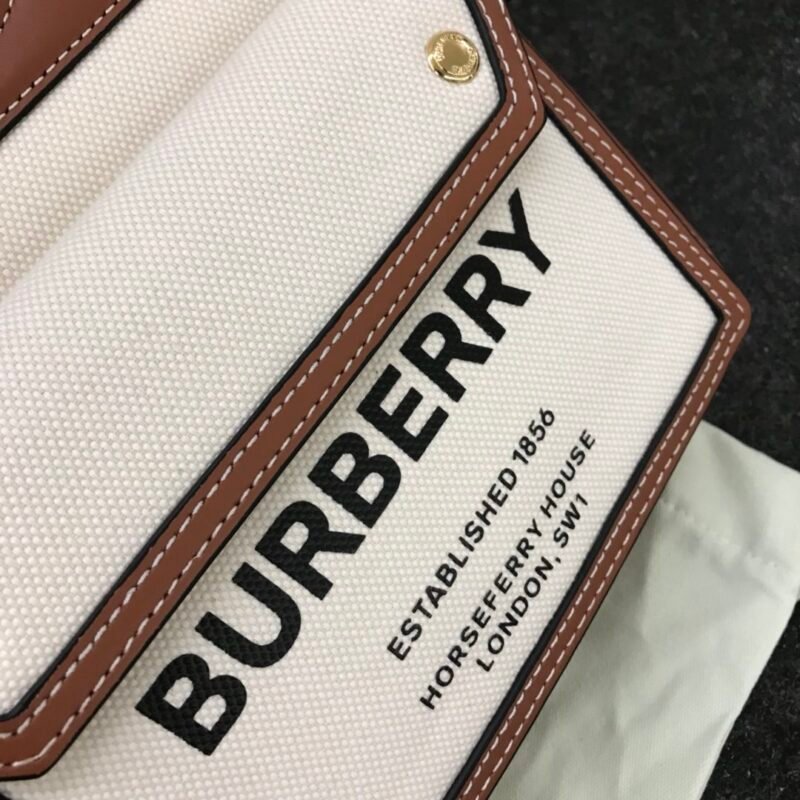 BURBERRY
ESTABLISHED 1856
HORSEFERRY HOUSE
LONDON, SW1